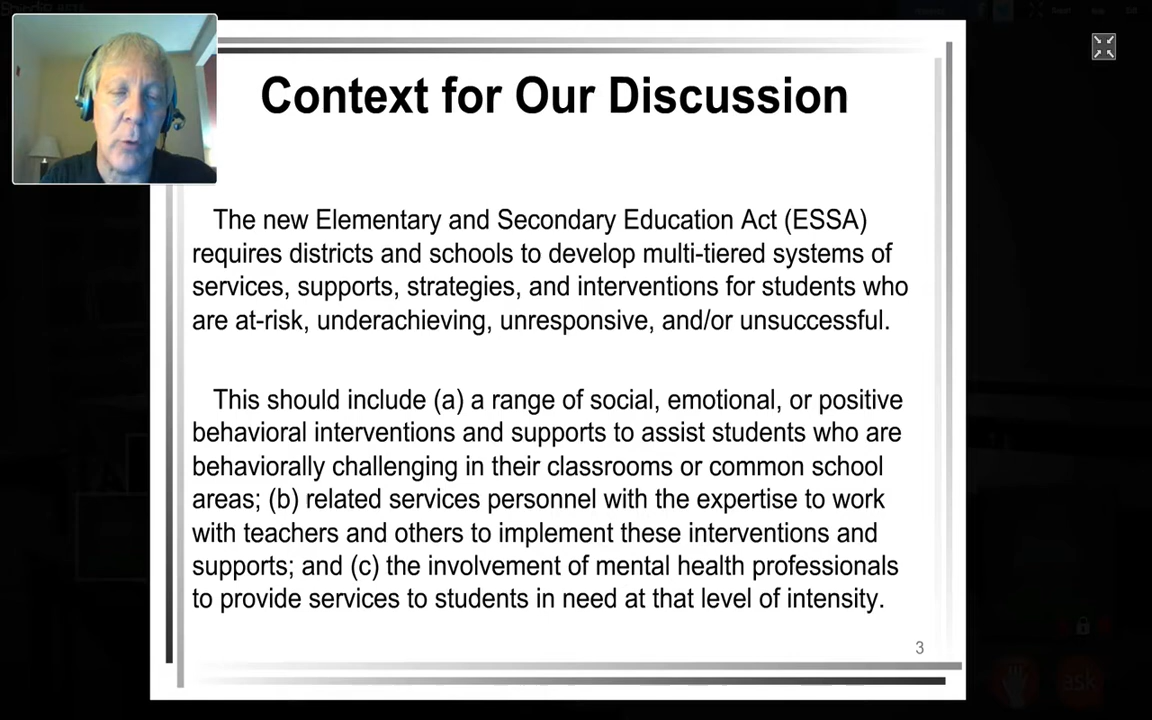 Context for Our Discussion
The new Elementary and Secondary Education Act (ESSA)
requires districts and schools to develop multi-tiered systems of
services, supports, strategies, and interventions for students who
are at-risk, underachieving, unresponsive, and/or unsuccessful.
This should include (a) a range of social, emotional, or positive
behavioral interventions and supports to assist students who are
behaviorally challenging in their classrooms or common school
areas; (b) related services personnel with the expertise to work
with teachers and others to implement these interventions and
supports; and (c) the involvement of mental health professionals
to provide services to students in need at that level of intensity.
3
ask